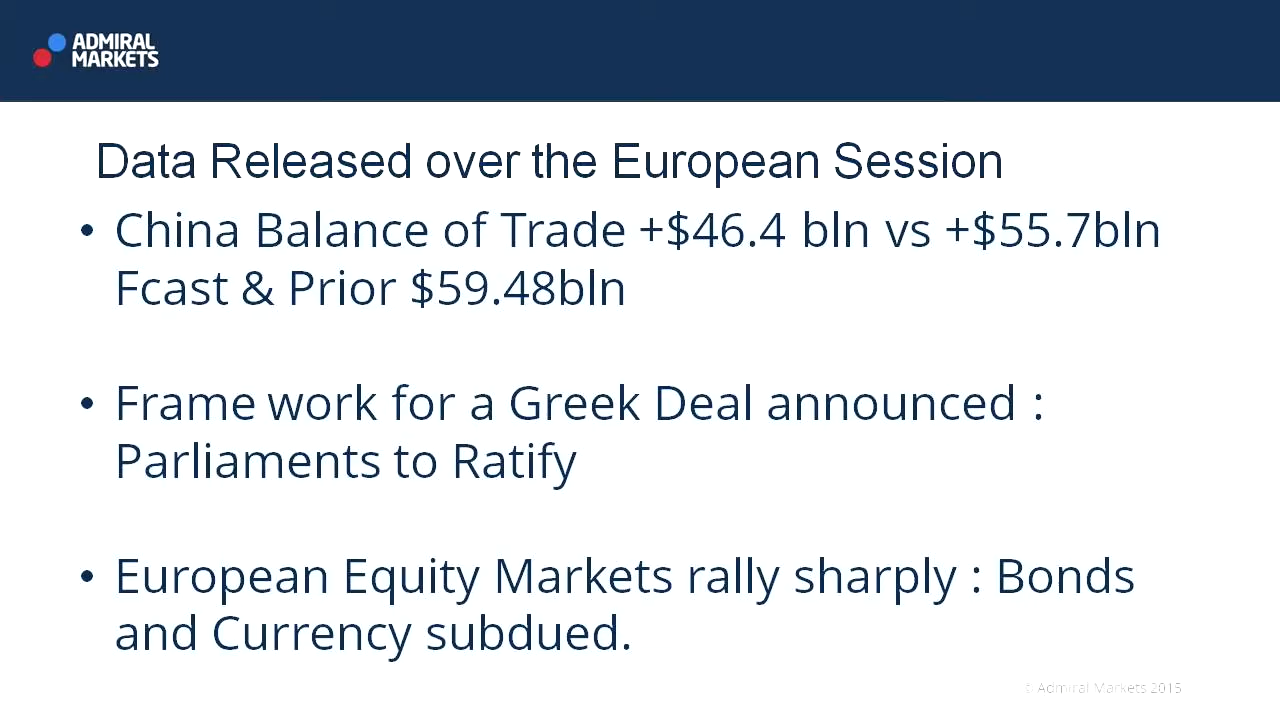 ADMIRAL
MARKETS
Data Released over the European Session
• China Balance of Trade +$46.4 bln vs +$55.7bln
Fcast & Prior $59.48bln
• Frame work for a Greek Deal announced :
Parliaments to Ratify
• European Equity Markets rally sharply : Bonds
and Currency subdued.
© Admiral Markets 2015